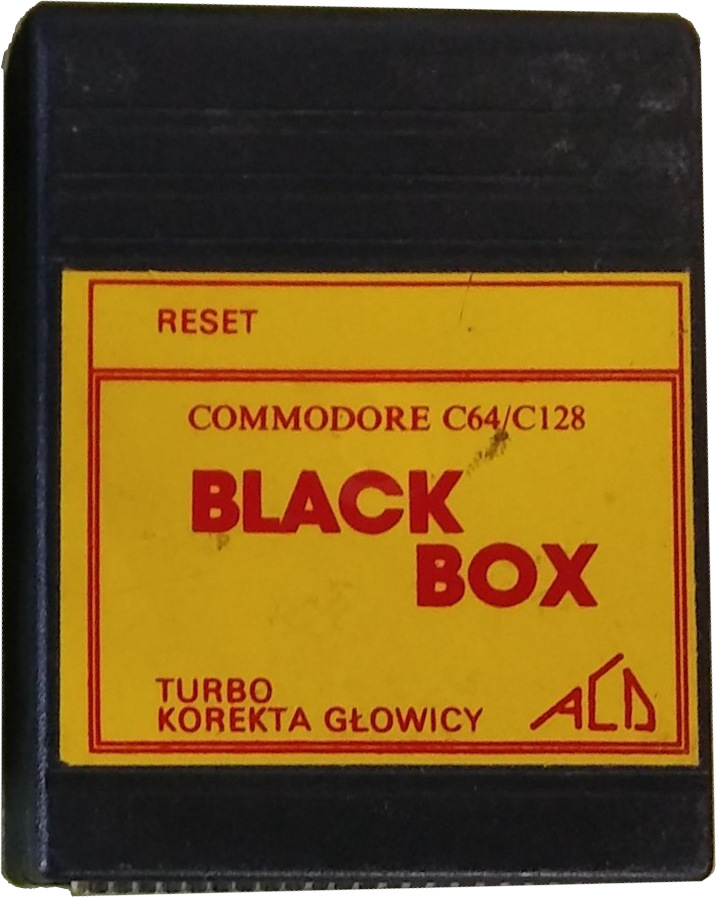 RESET
COMMODORE C64/C128
BLACK
BOX
TURBO
KOREKTA GŁOWICY
ACD